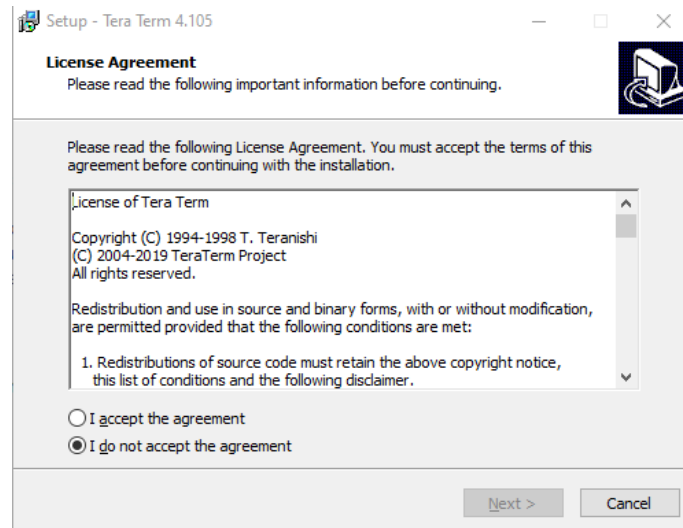 Setup - Tera Term 4.105
License Agreement
Please read the following important information before continuing.
Please read the following License Agreement. You must accept the terms of this
agreement before continuing with the installation.
License of Tera Term
Copyright (C) 1994-1998 T. Teranishi
(C) 2004-2019 TeraTerm Project
All rights reserved.
Redistribution and use in source and binary forms, with or without modification,
are permitted provided that the following conditions are met:
1. Redistributions of source code must retain the above copyright notice,
this list of conditions and the following disclaimer.
I accept the agreement
I do not accept the agreement
Next >
Cancel